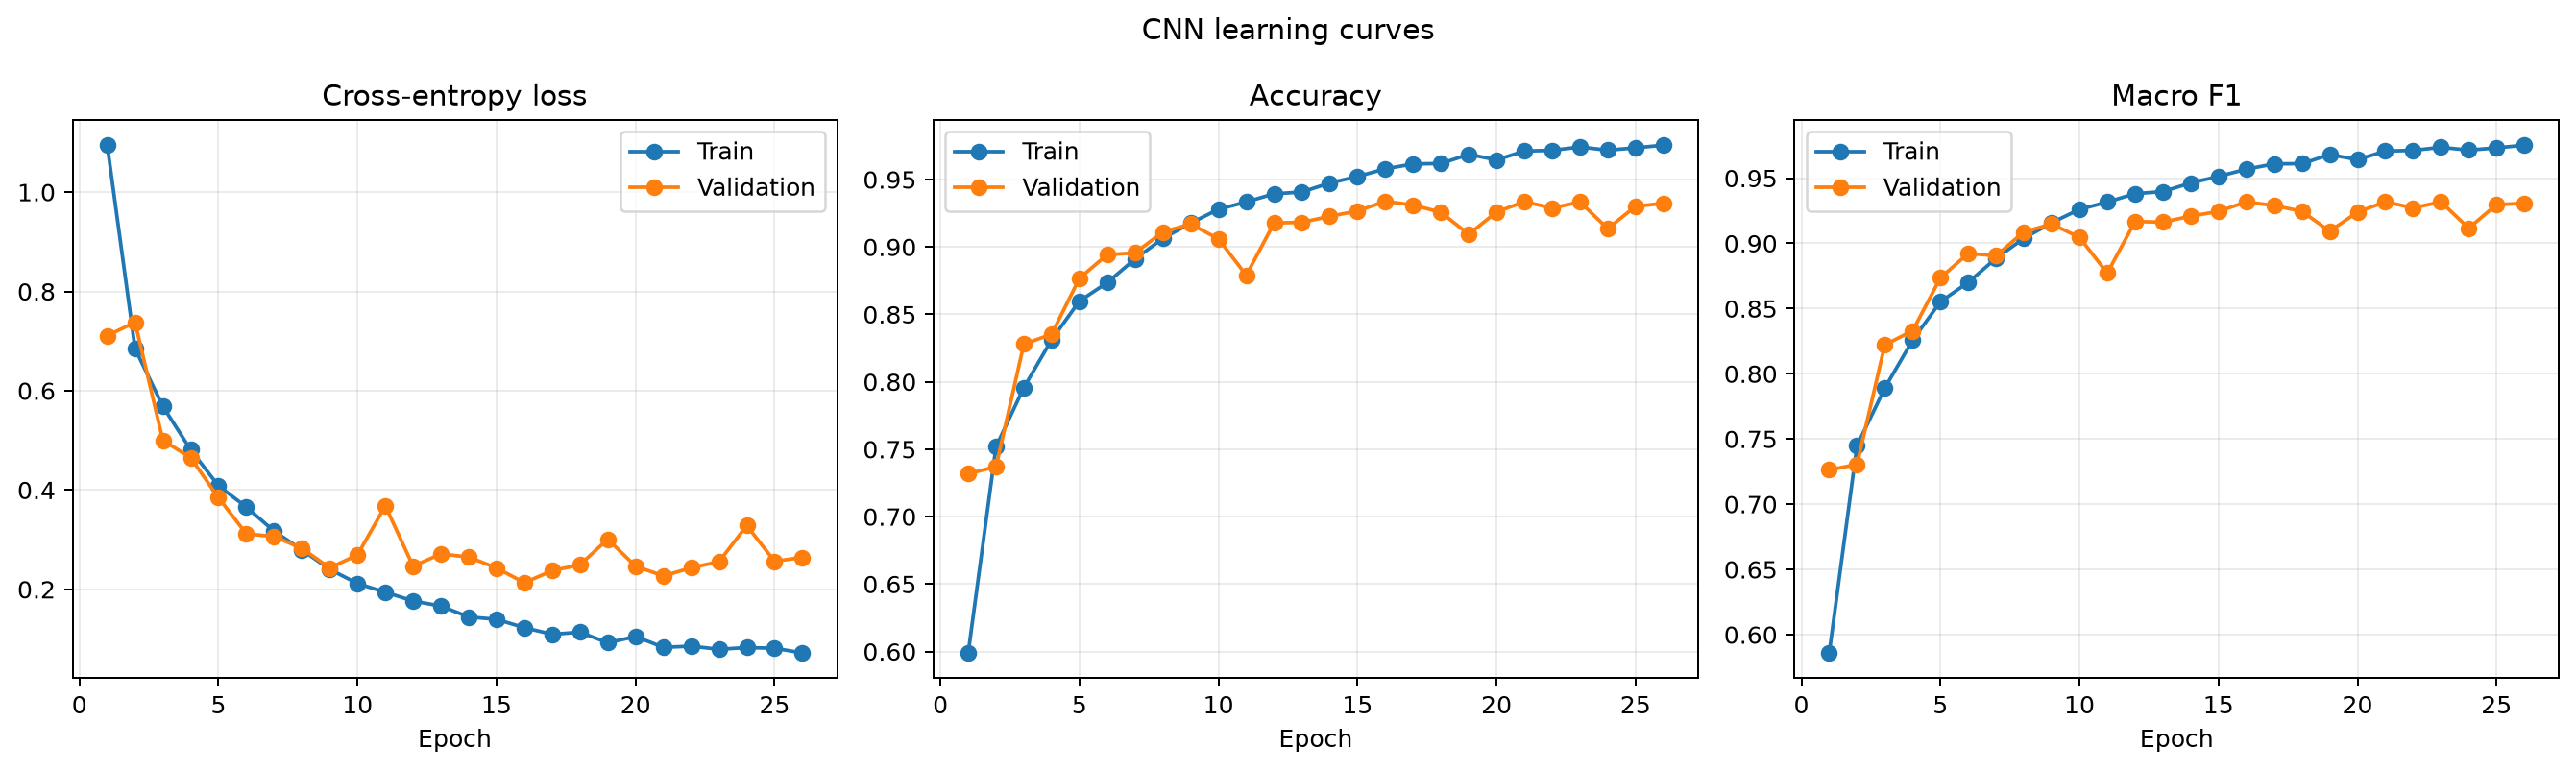 CNN learning curves
Cross-entropy loss
Train
Validation
1.0
0.8
0.6
0.4
0.2
0 5 10 15 20 25
Epoch
Accuracy
Train
Validation
0.95
0.90
0.85
0.80
0.75
0.70
0.65
0.60
0 5 10 15 20 25
Epoch
Macro F1
Train
Validation
0.95
0.90
0.85
0.80
0.75
0.70
0.65
0.60
0 5 10 15 20 25
Epoch